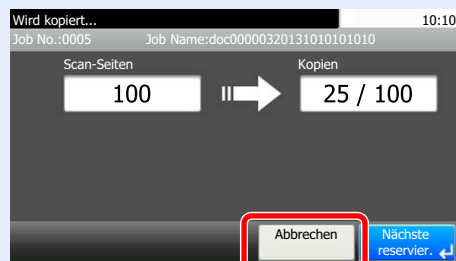 Wird kopiert... 10:10
Job No.:0005 Job Name:doc00000320131010101010
Scan-Seiten Kopien
100 25 / 100
Abbrechen Nächste
reservier.